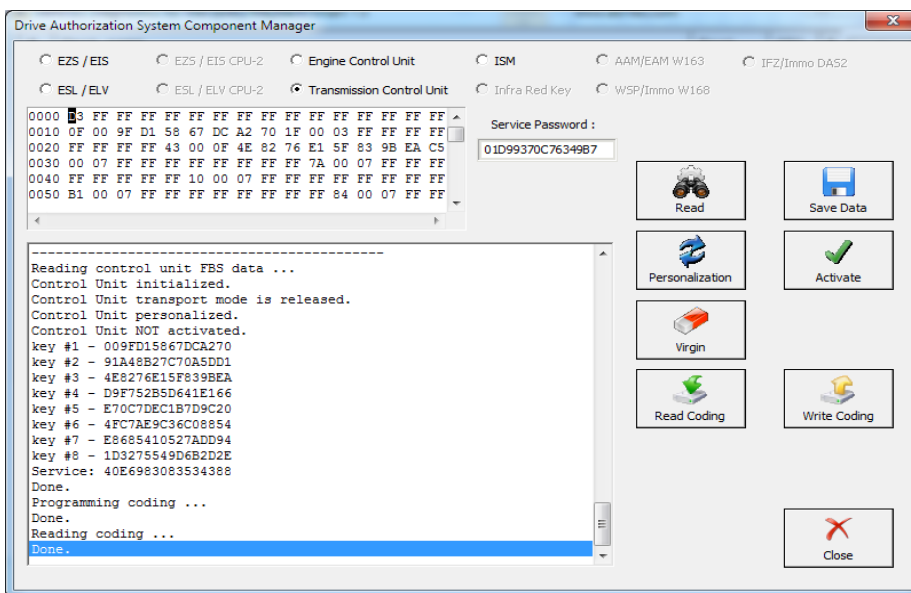 Drive Authorization System Component Manager
EZS / EIS EZS / EIS CPU-2 Engine Control Unit ISM AAM/EAM W163 IFZ/Immo DAS2
ESL / ELV ESL / ELV CPU-2 Transmission Control Unit Infra Red Key WSP/Immo W168
0000 D3 FF FF FF FF FF FF FF FF FF FF FF FF FF
0010 0F 00 9F D1 58 67 DC A2 70 1F 00 03 FF FF FF FF
0020 FF FF FF FF 43 00 0F 4E 82 76 E1 5F 83 9B EA C5
0030 00 07 FF FF FF FF FF FF FF FF 7A 00 07 FF FF FF
0040 FF FF FF FF FF 10 00 07 FF FF FF FF FF FF FF FF
0050 B1 00 07 FF FF FF FF FF FF FF FF 84 00 07 FF FF
Service Password :
01D99370C76349B7
Read
Save Data
Personalization
Activate
Virgin
Read Coding
Write Coding
Close
---------------------------------------------
Reading control unit FBS data ...
Control Unit initialized.
Control Unit transport mode is released.
Control Unit personalized.
Control Unit NOT activated.
key #1 - 009FD15867DCA270
key #2 - 91A48B27C70A5DD1
key #3 - 4E8276E15F839BEA
key #4 - D9F752B5D641E166
key #5 - E70C7DEC1B7D9C20
key #6 - 4FC7AE9C36C08854
key #7 - E8685410527ADD94
key #8 - 1D3275549D6B2D2E
Service: 40E6983083534388
Done.
Programming coding ...
Done.
Reading coding ...
Done.